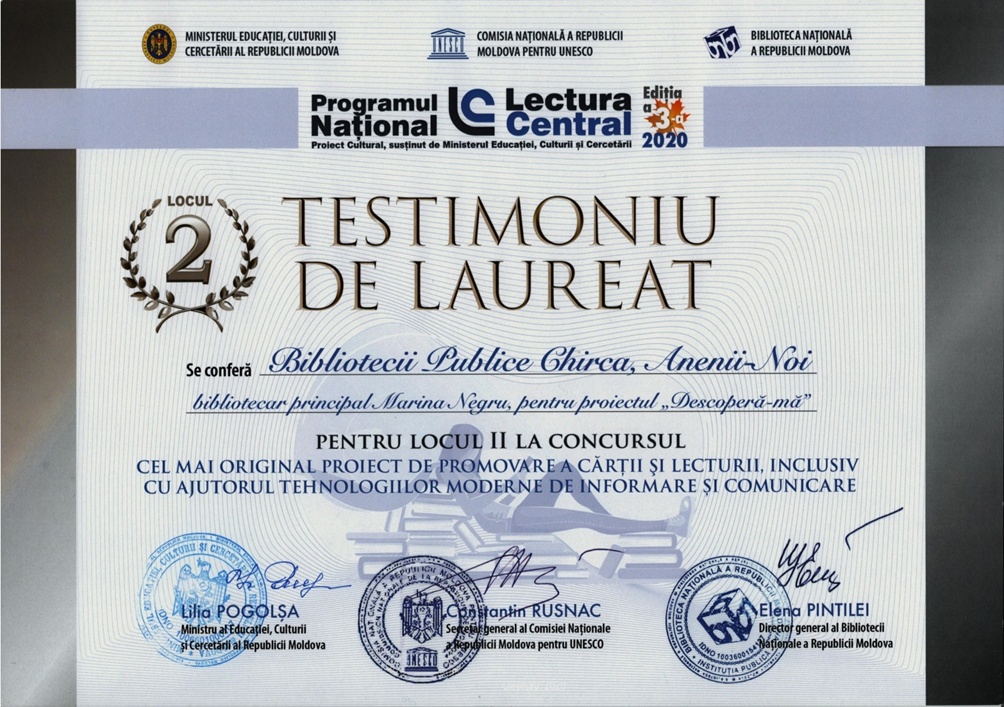 MINISTERUL EDUCAȚIEI, CULTURII ȘI
CERCETĂRII AL REPUBLICII MOLDOVA
UNESCO
COMISIA NAȚIONALĂ A REPUBLICII
MOLDOVA PENTRU UNESCO
BIBLIOTECA NAȚIONALĂ
A REPUBLICII MOLDOVA
Programul
Național
LC
Lectura
Central
Ediția
a 3-a
2020
Proiect Cultural, susținut de Ministerul Educației, Culturii și Cercetării
LOCUL
2
TESTIMONIU
DE LAUREAT
Se conferă Bibliotecii Publice Chirca, Anenii-Noi
bibliotecar principal Marina Negru, pentru proiectul „Descoperă-mă”
PENTRU LOCUL II LA CONCURSUL
CEL MAI ORIGINAL PROIECT DE PROMOVARE A CĂRȚII ȘI LECTURII, INCLUSIV
CU AJUTORUL TEHNOLOGIILOR MODERNE DE INFORMARE ȘI COMUNICARE
Lilia POGOLȘA
Ministru al Educației, Culturii
și Cercetării al Republicii Moldova
Constantin RUSNAC
Secretar general al Comisiei Naționale
a Republicii Moldova pentru UNESCO
UNESCO
Elena PINTILEI
Director general al Bibliotecii
Naționale a Republicii Moldova
BIBLIOTECA NAȚIONALĂ A REPUBLICII
INSTITUȚIA PUBLICĂ